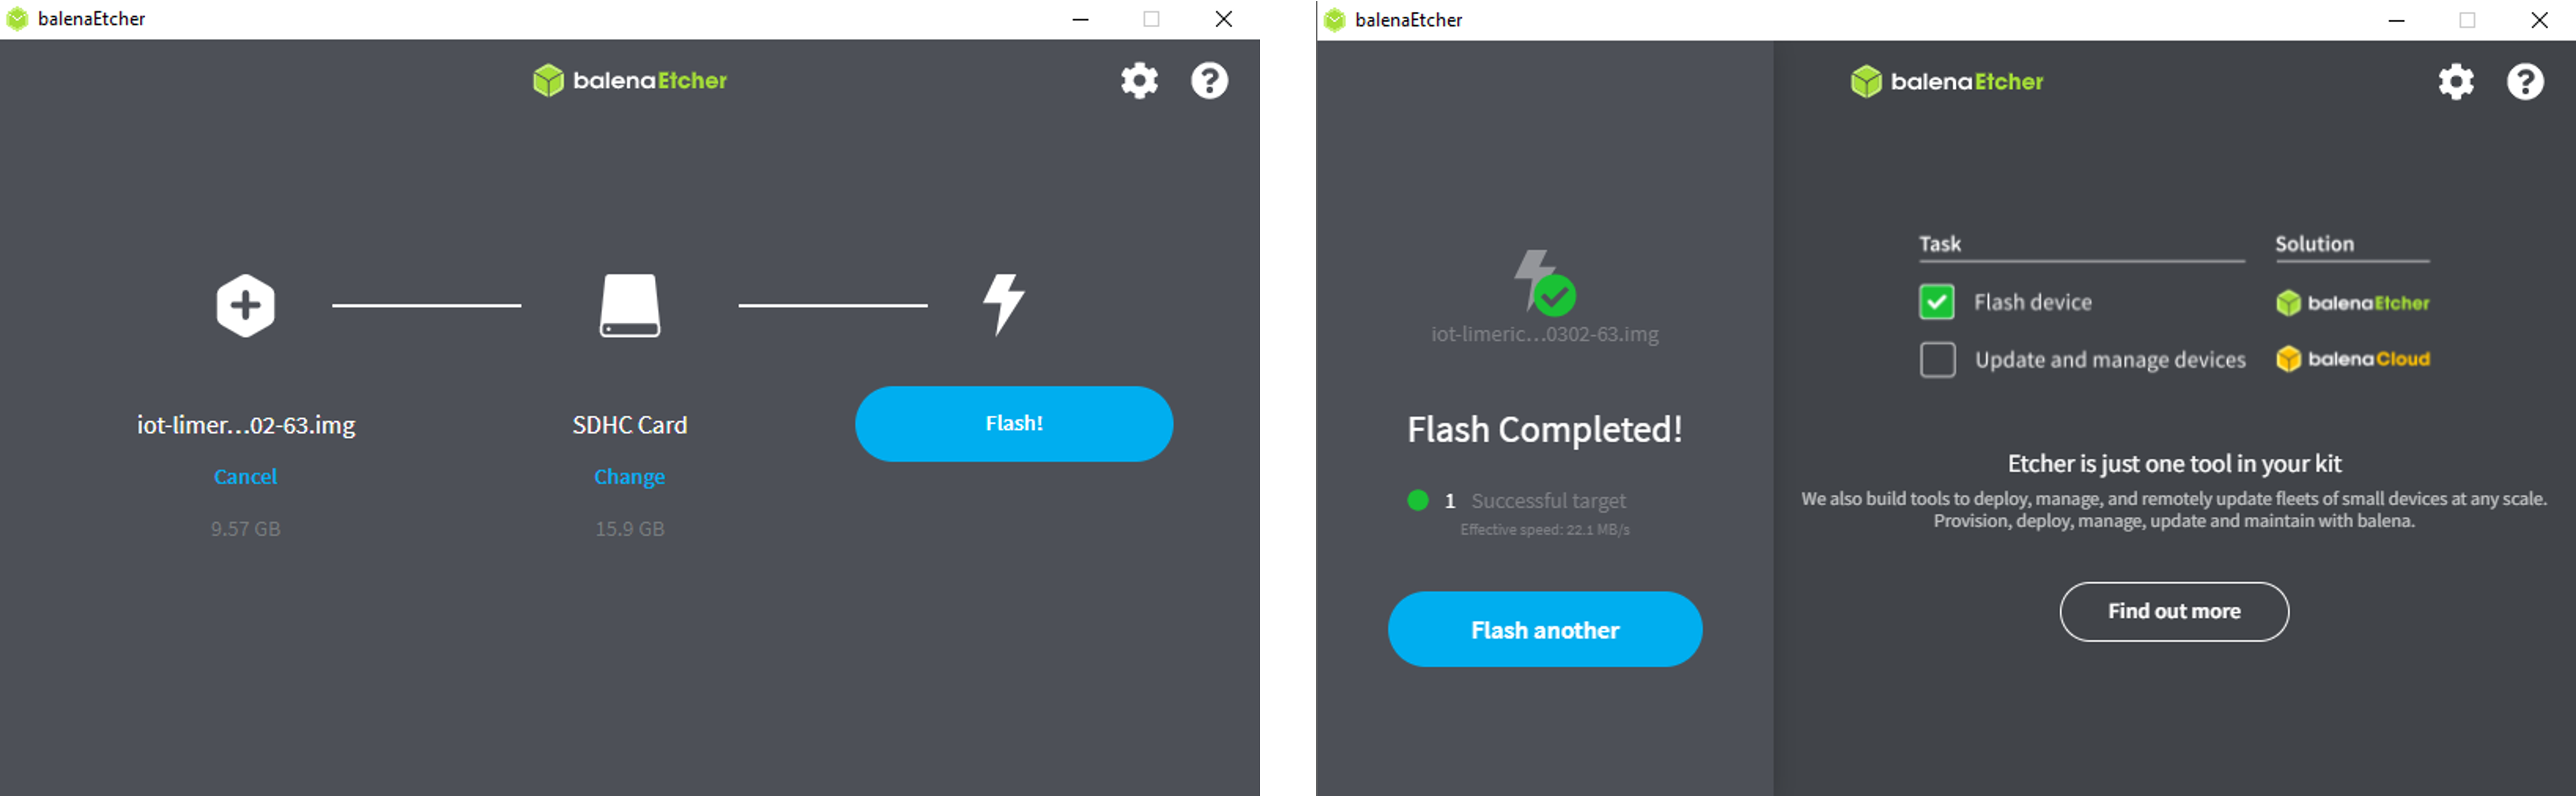 balenaEtcher
balenaEtcher
iot-limer...02-63.img
Cancel
9.57 GB
SDHC Card
Change
15.9 GB
Flash!
balenaEtcher
iot-limeric...0302-63.img
Flash Completed!
1 Successful target
Effective speed: 22.1 MB/s
Flash another
balenaEtcher
Task Solution
Flash device balenaEtcher
Update and manage devices balenaCloud
Etcher is just one tool in your kit
We also build tools to deploy, manage, and remotely update fleets of small devices at any scale.
Provision, deploy, manage, update and maintain with balena.
Find out more